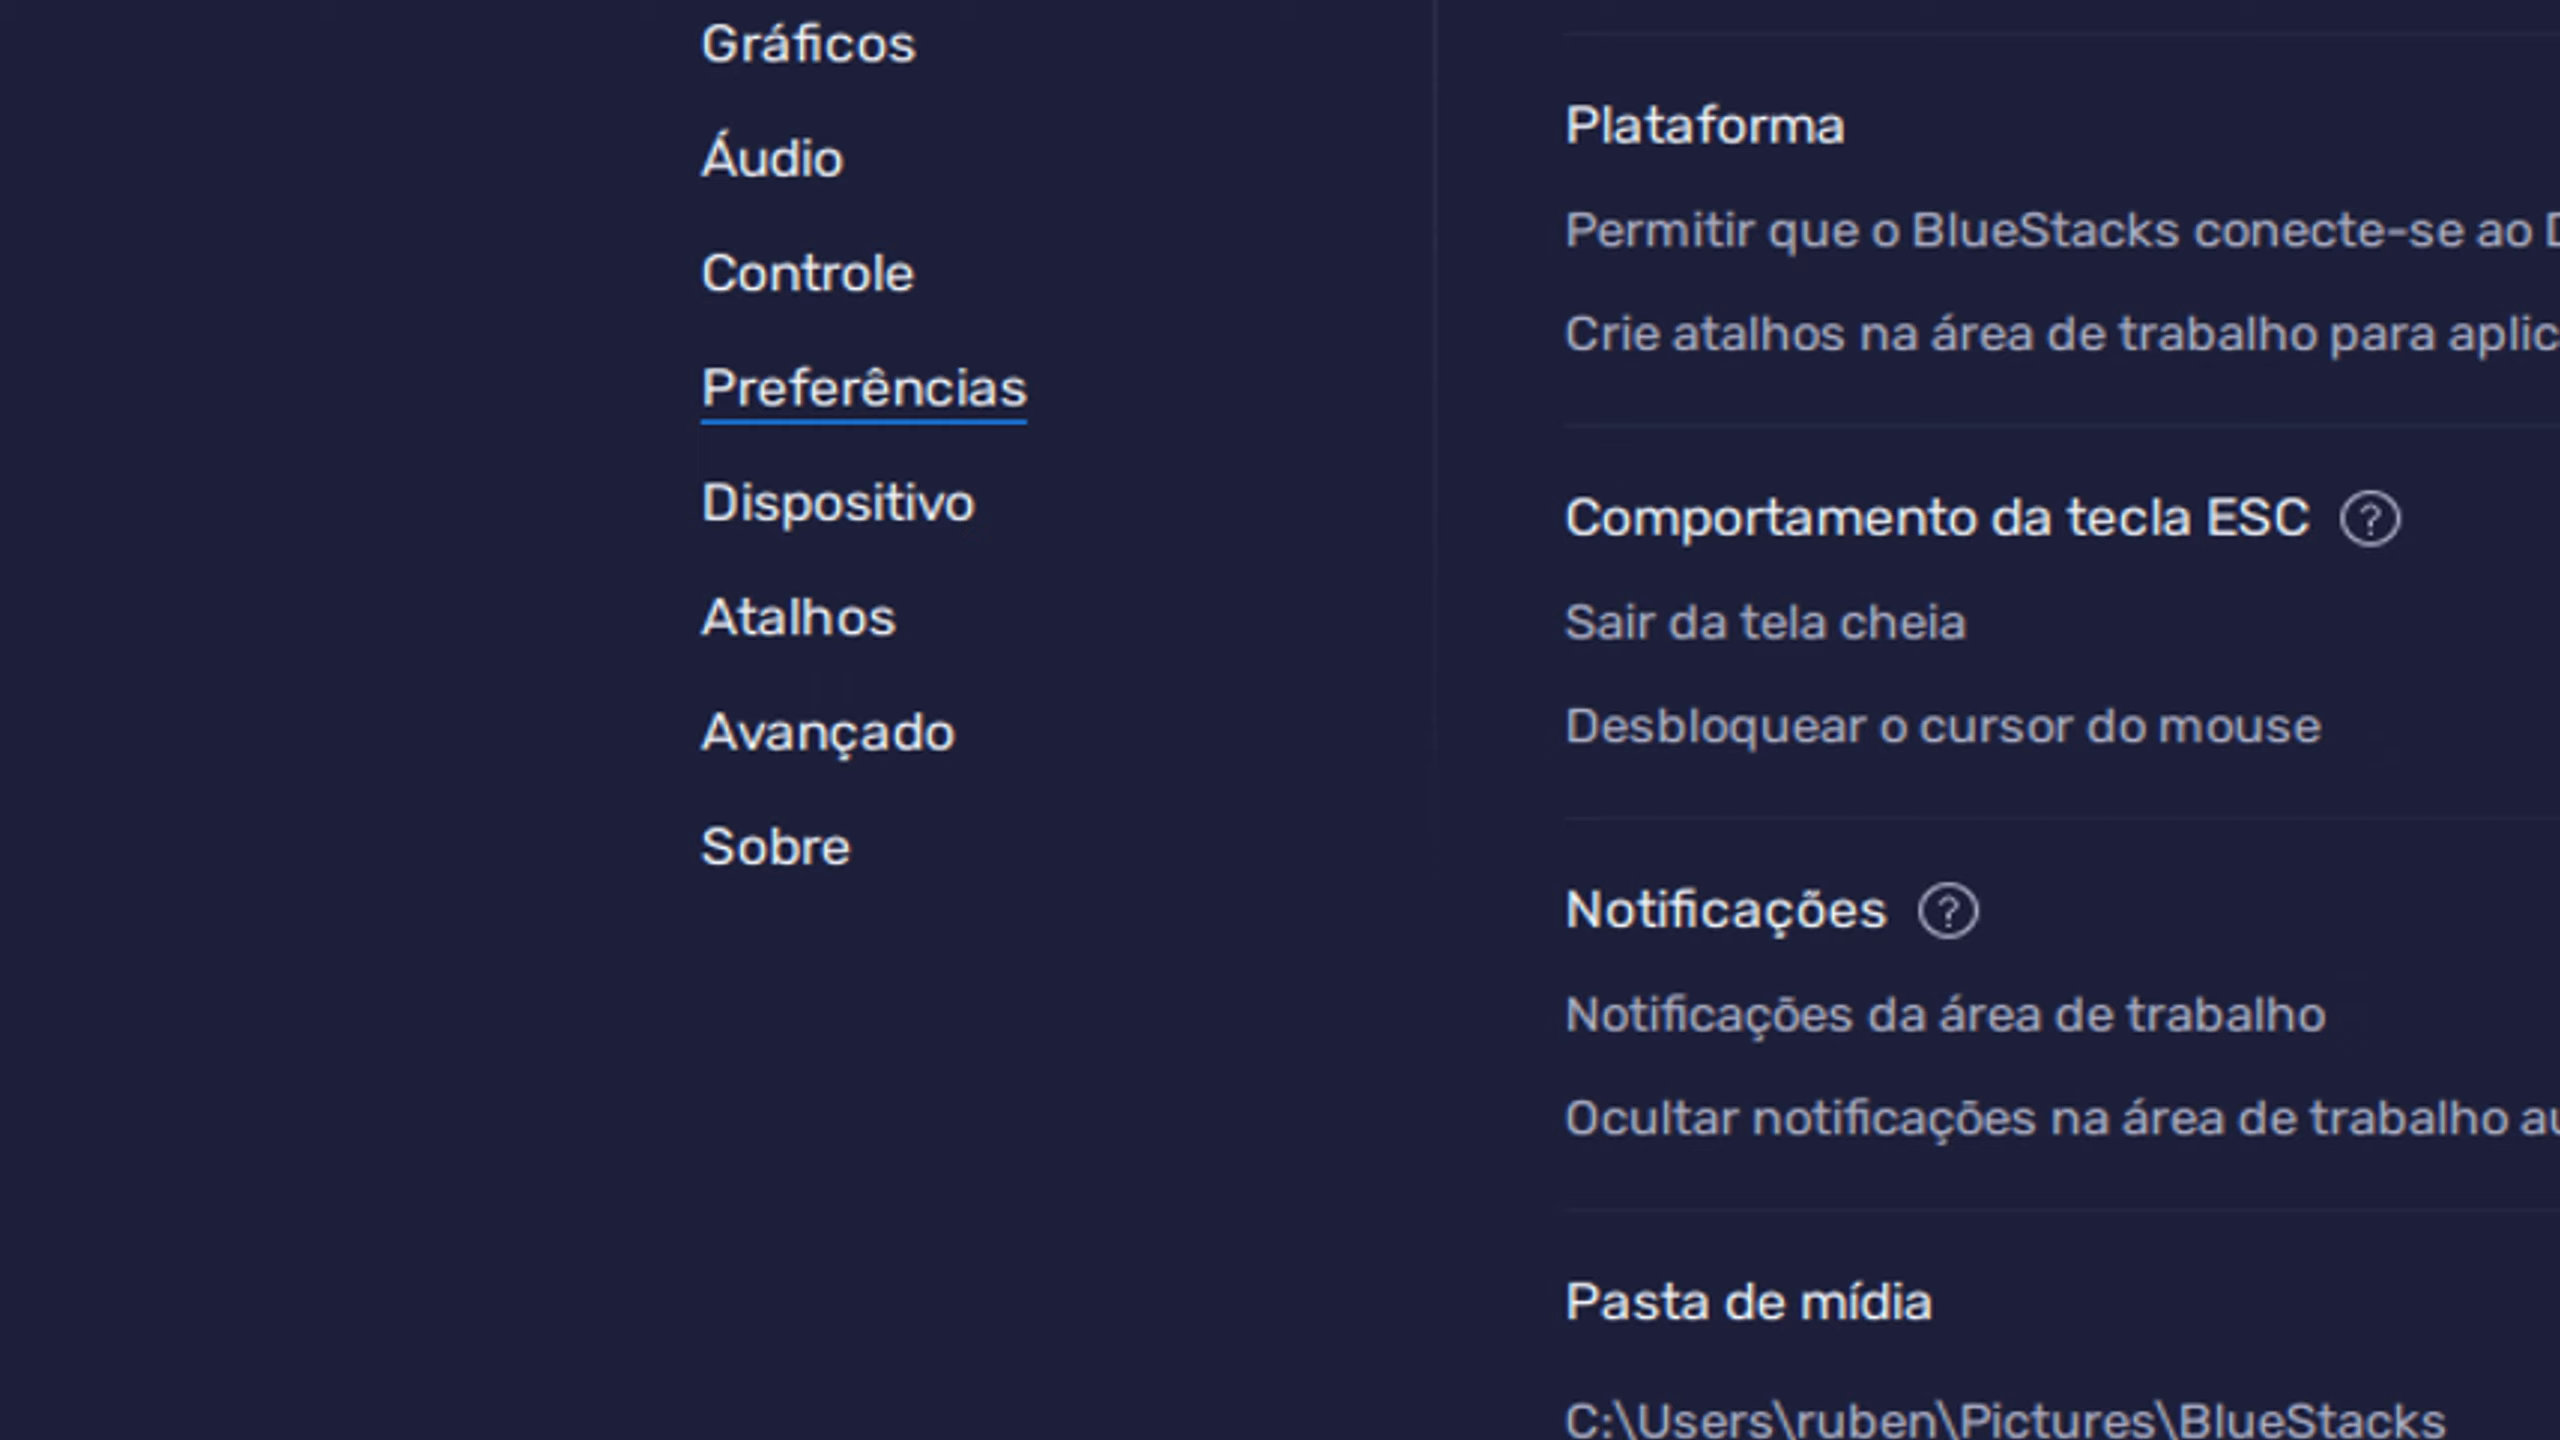 Gráficos
Áudio
Controle
Preferências
Dispositivo
Atalhos
Avançado
Sobre
Plataforma
Permitir que o BlueStacks conecte-se ao
Crie atalhos na área de trabalho para
Comportamento da tecla ESC ?
Sair da tela cheia
Desbloquear o cursor do mouse
Notificações ?
Notificações da área de trabalho
Ocultar notificações na área de trabalho
Pasta de mídia
C:\Users\ruben\Pictures\BlueStacks